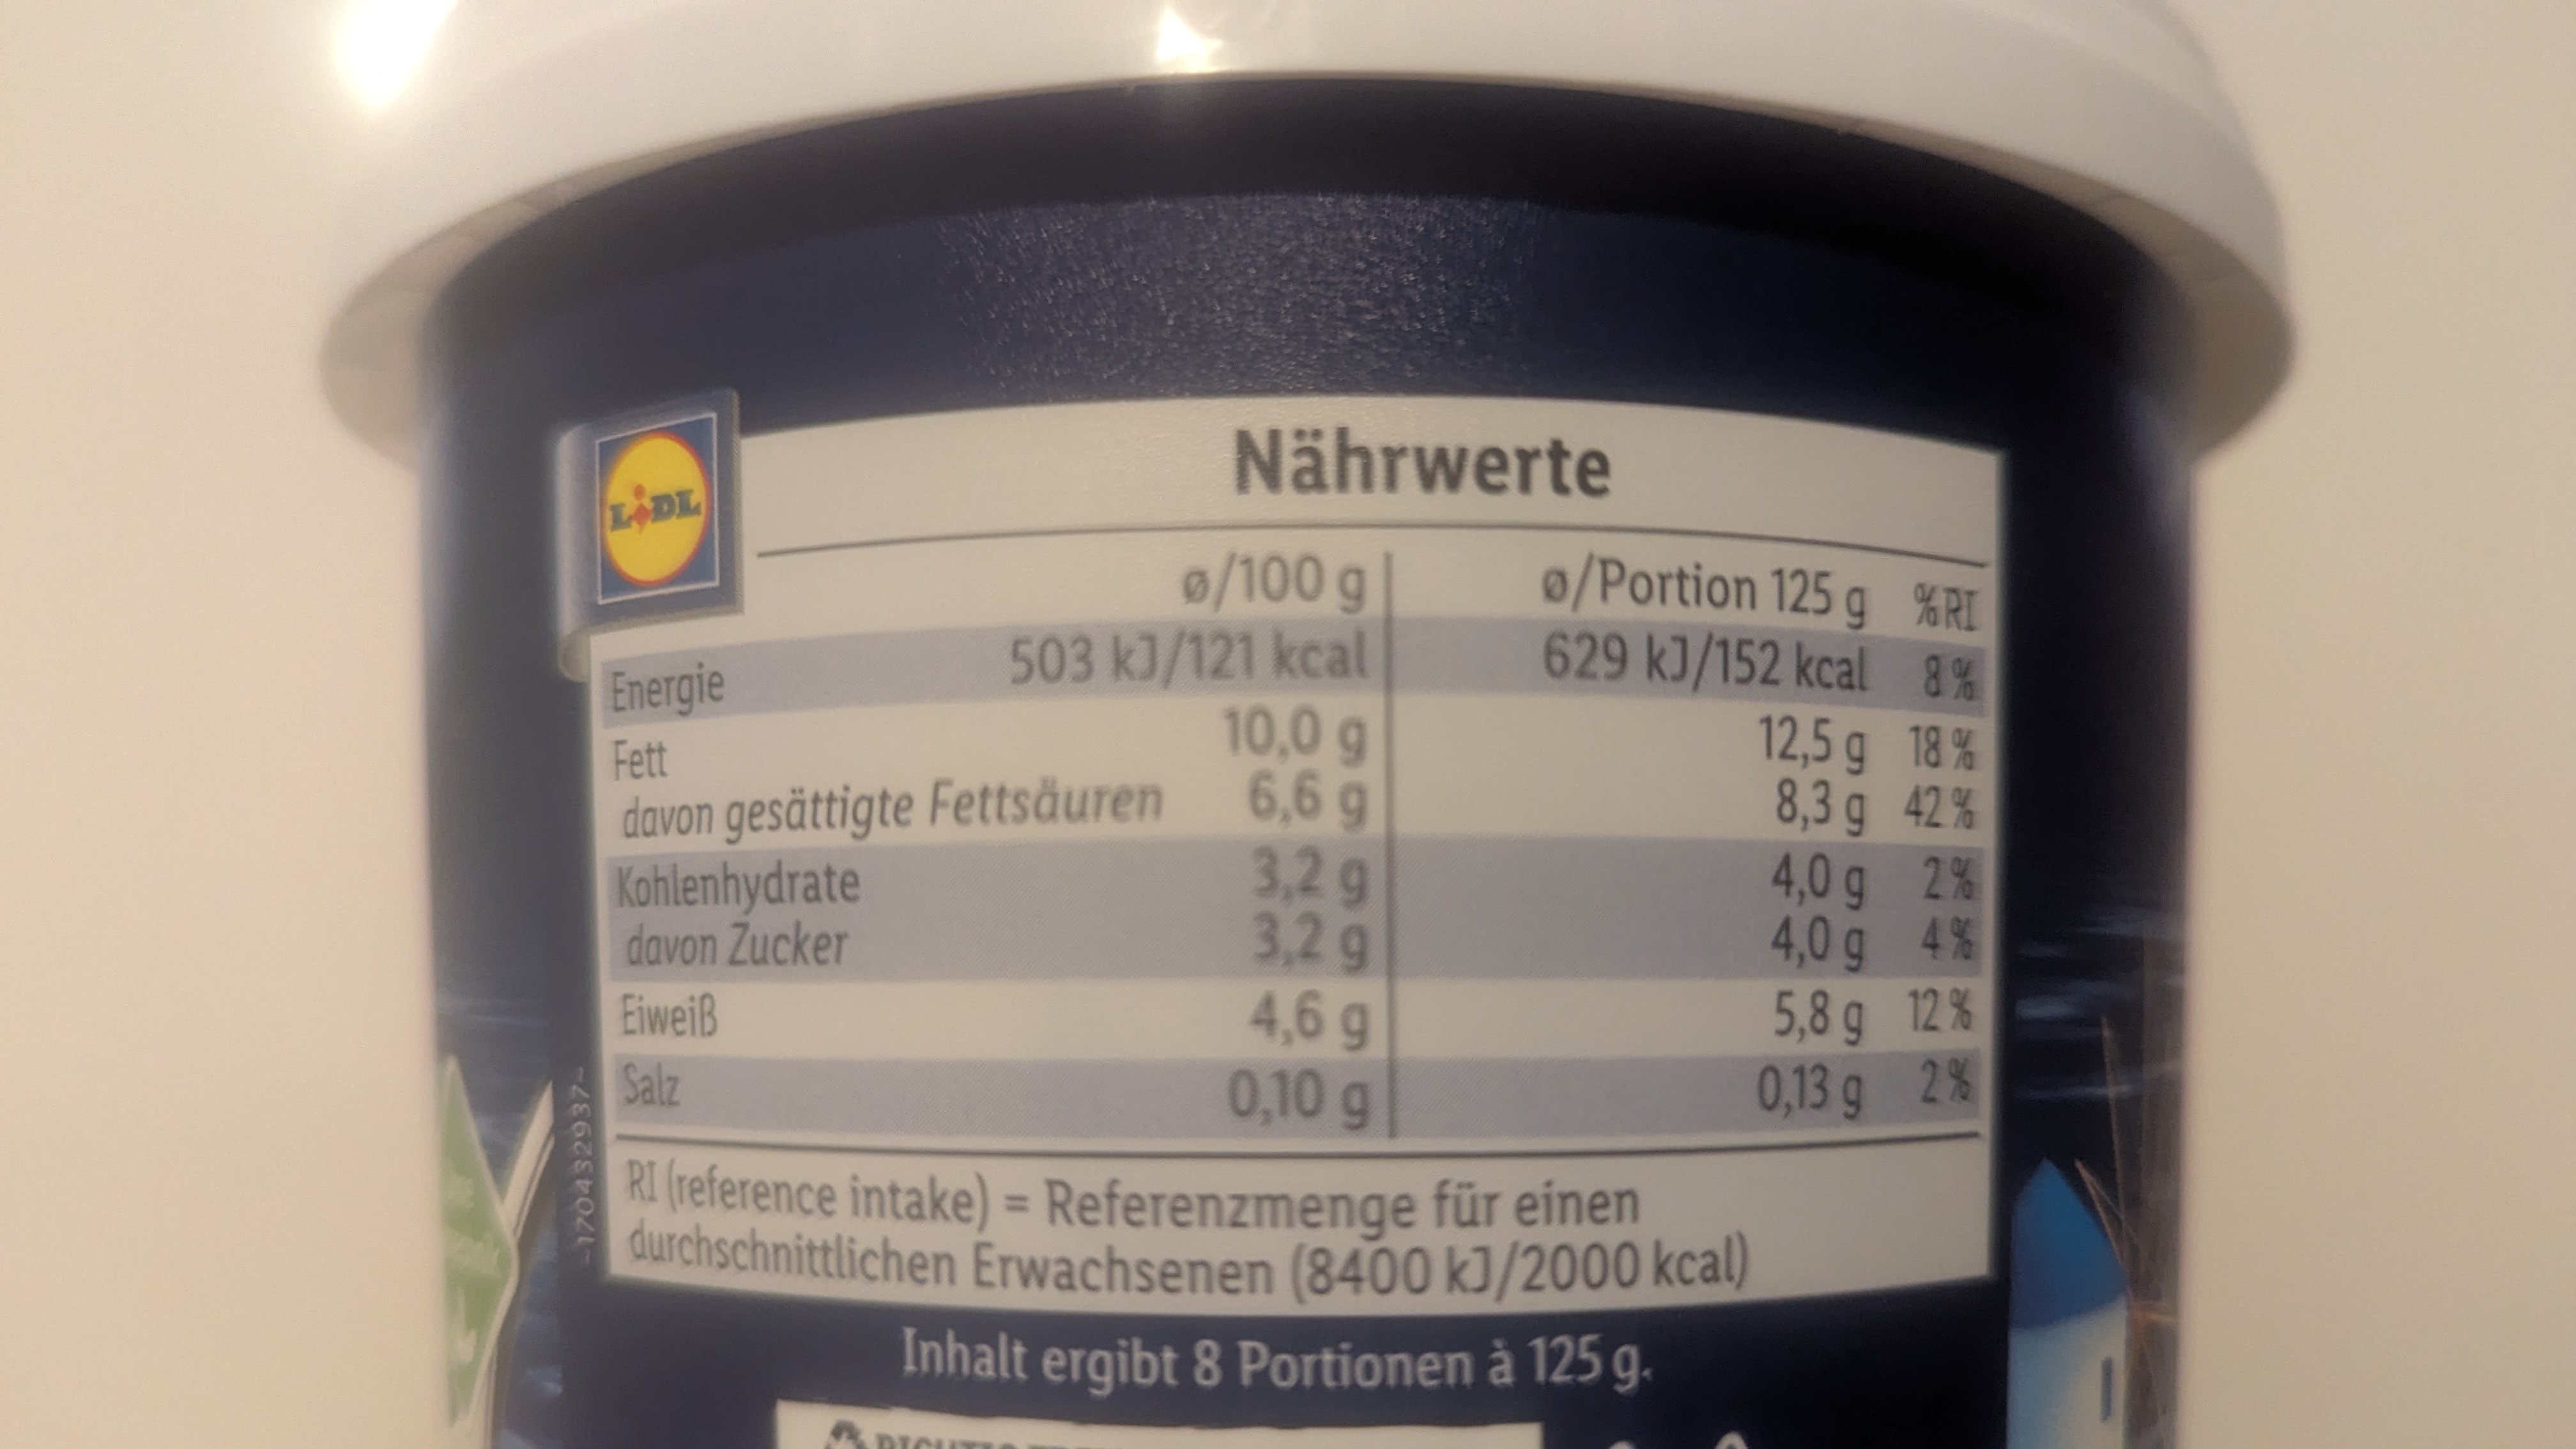 LiDL
Nährwerte
ø/100 g ø/Portion 125 g %RI
Energie 503 kJ/121 kcal 629 kJ/152 kcal 8 %
Fett 10,0 g 12,5 g 18 %
davon gesättigte Fettsäuren 6,6 g 8,3 g 42 %
Kohlenhydrate 3,2 g 4,0 g 2 %
davon Zucker 3,2 g 4,0 g 4 %
Eiweiß 4,6 g 5,8 g 12 %
Salz 0,10 g 0,13 g 2 %
RI (reference intake) = Referenzmenge für einen
durchschnittlichen Erwachsenen (8400 kJ/2000 kcal)
Inhalt ergibt 8 Portionen à 125 g.
-170432937-